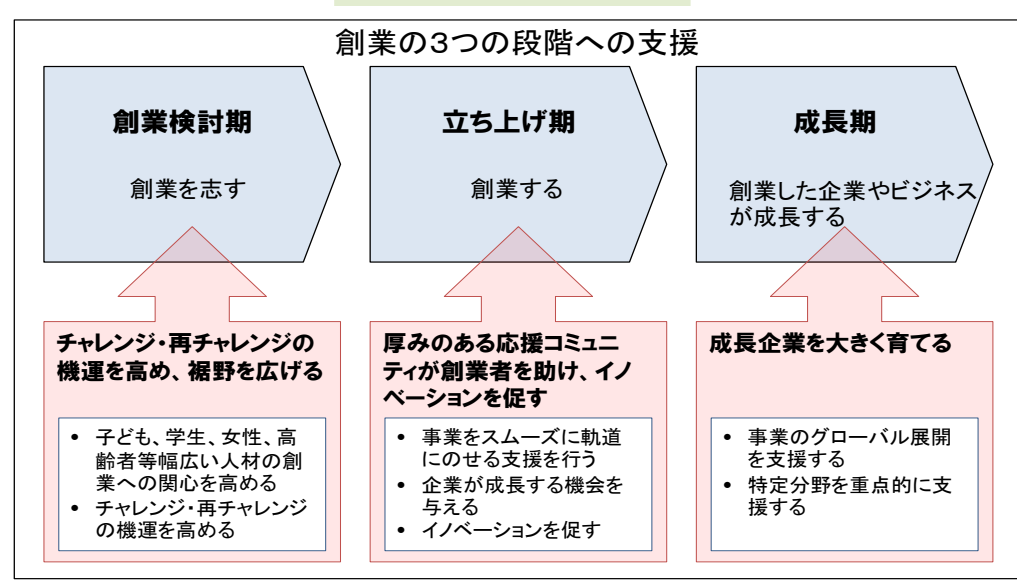 創業の3つの段階への支援
創業検討期
創業を志す
立ち上げ期
創業する
成長期
創業した企業やビジネス
が成長する
チャレンジ・再チャレンジの
機運を高め、裾野を広げる
• 子ども、学生、女性、高
齢者等幅広い人材の創
業への関心を高める
• チャレンジ・再チャレンジ
の機運を高める
厚みのある応援コミュニ
ティが創業者を助け、イノ
ベーションを促す
• 事業をスムーズに軌道
にのせる支援を行う
• 企業が成長する機会を
与える
• イノベーションを促す
成長企業を大きく育てる
• 事業のグローバル展開
を支援する
• 特定分野を重点的に支
援する